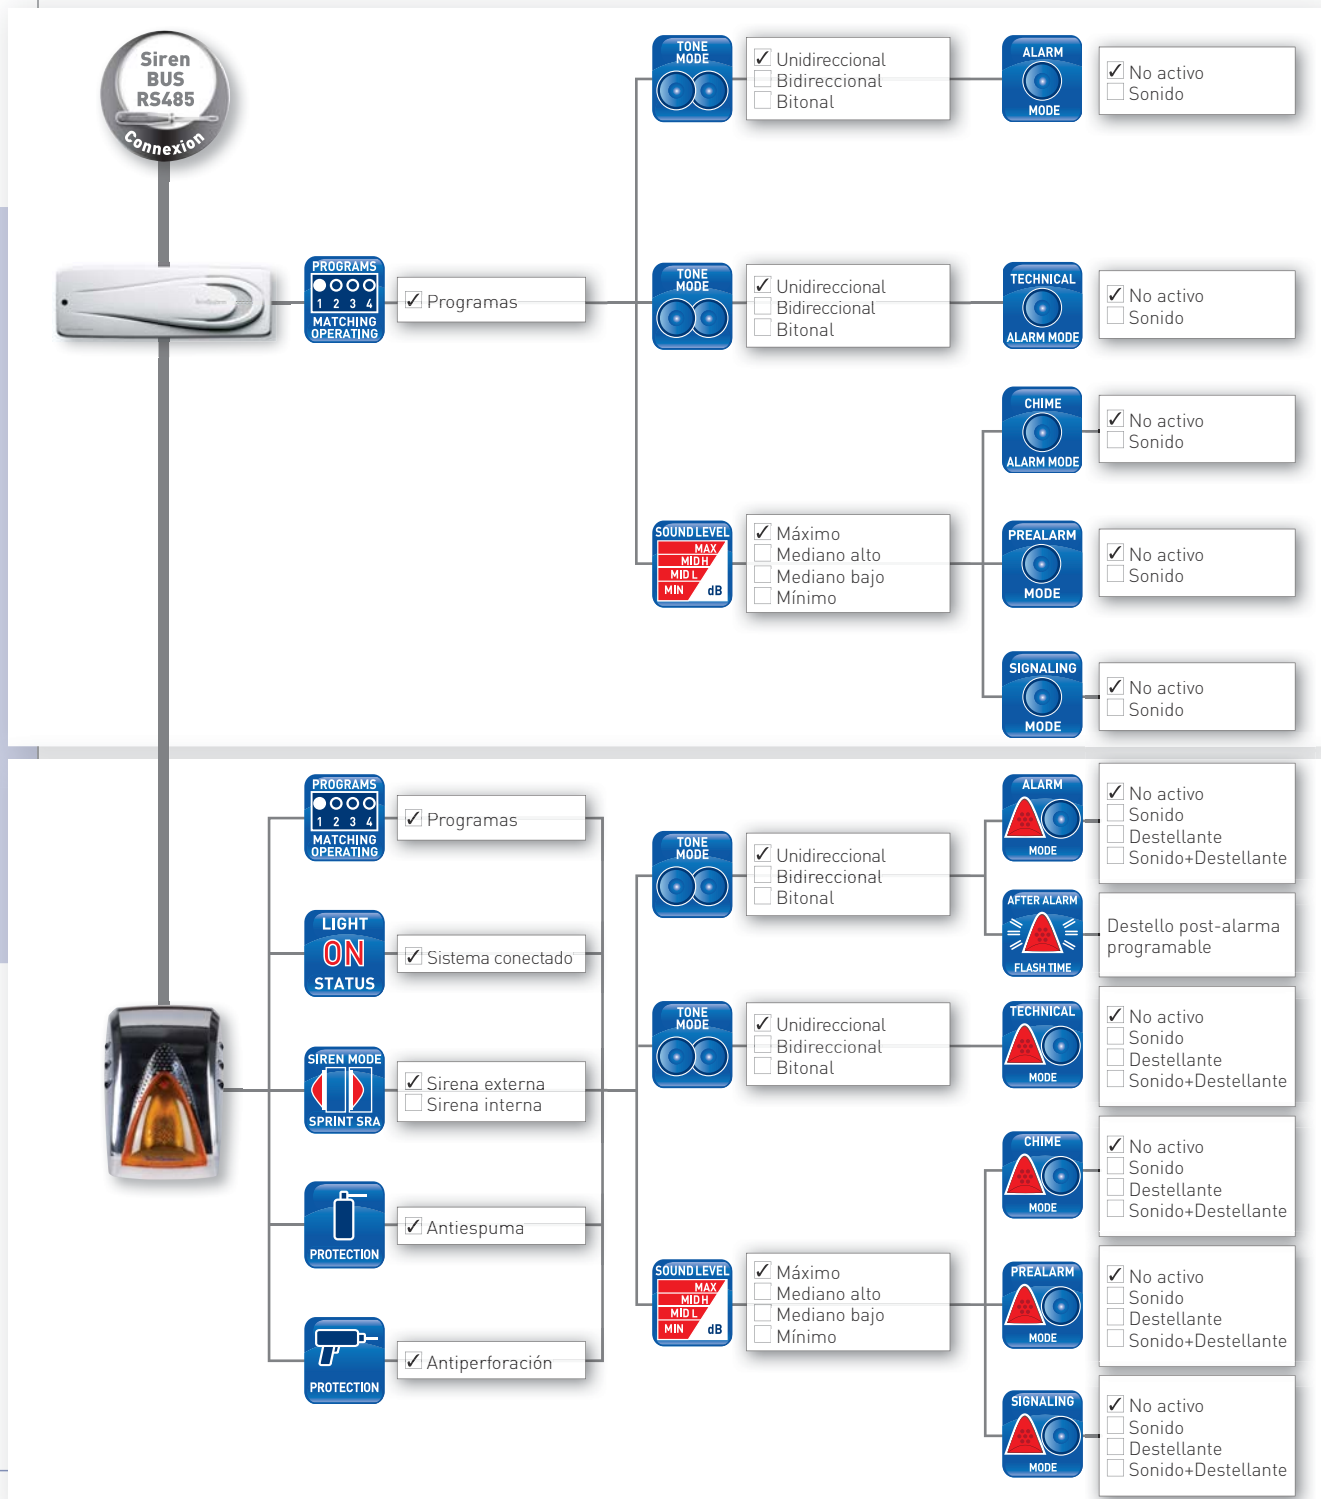 Siren
BUS
RS485
Connexion
PROGRAMS
1 2 3 4
MATCHING
OPERATING
✓ Programas
TONE
MODE
✓ Unidireccional
Bidireccional
Bitonal
ALARM
MODE
✓ No activo
Sonido
TONE
MODE
✓ Unidireccional
Bidireccional
Bitonal
TECHNICAL
ALARM MODE
✓ No activo
Sonido
SOUND LEVEL
MAX
MID H
MID L
MIN dB
✓ Máximo
Mediano alto
Mediano bajo
Mínimo
CHIME
ALARM MODE
✓ No activo
Sonido
PREALARM
MODE
✓ No activo
Sonido
SIGNALING
MODE
✓ No activo
Sonido
PROGRAMS
1 2 3 4
MATCHING
OPERATING
✓ Programas
LIGHT
ON
STATUS
✓ Sistema conectado
SIREN MODE
SPRINT SRA
✓ Sirena externa
Sirena interna
PROTECTION
✓ Antiespuma
PROTECTION
✓ Antiperforación
TONE
MODE
✓ Unidireccional
Bidireccional
Bitonal
ALARM
MODE
✓ No activo
Sonido
Destellante
Sonido+Destellante
AFTER ALARM
FLASH TIME
Destello post-alarma
programable
TONE
MODE
✓ Unidireccional
Bidireccional
Bitonal
TECHNICAL
MODE
✓ No activo
Sonido
Destellante
Sonido+Destellante
SOUND LEVEL
MAX
MID H
MID L
MIN dB
✓ Máximo
Mediano alto
Mediano bajo
Mínimo
CHIME
MODE
✓ No activo
Sonido
Destellante
Sonido+Destellante
PREALARM
MODE
✓ No activo
Sonido
Destellante
Sonido+Destellante
SIGNALING
MODE
✓ No activo
Sonido
Destellante
Sonido+Destellante